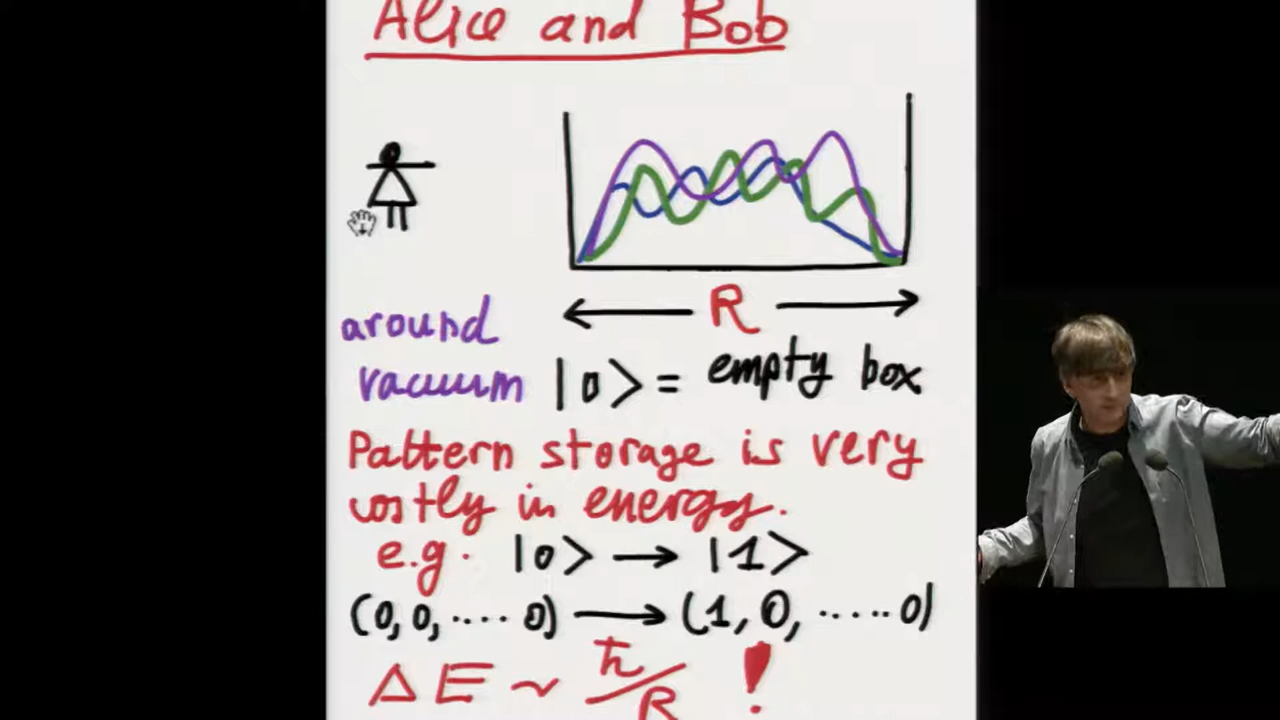 Alice and Bob
R
around
vacuum |0> = empty box
Pattern storage is very
costly in energy.
e.g. |0> → |1>
(0, 0, ..... 0) → (1, 0, ..... 0)
ΔE ~ ħ/R !